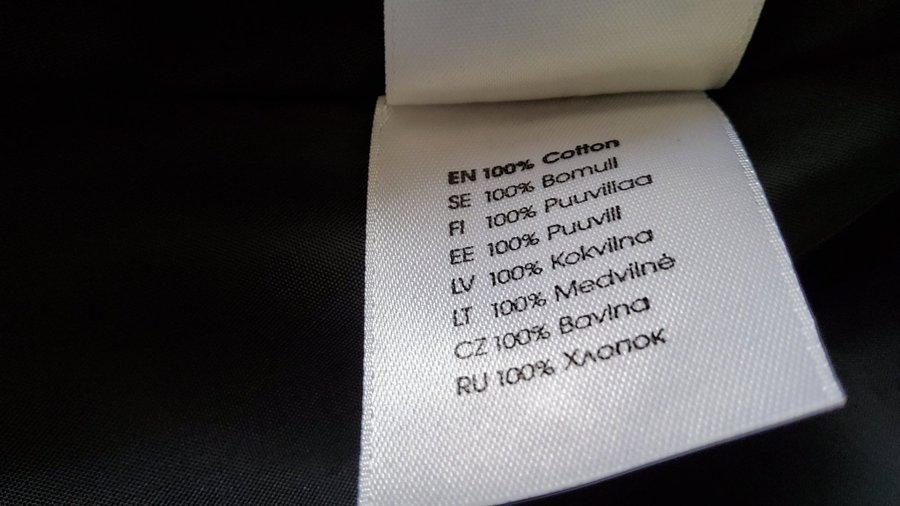 EN 100% Cotton
SE 100% Bomull
FI 100% Puuvillaa
EE 100% Puuvill
LV 100% Kokvilna
LT 100% Medvilnė
CZ 100% Bavlna
RU 100% Хлопок